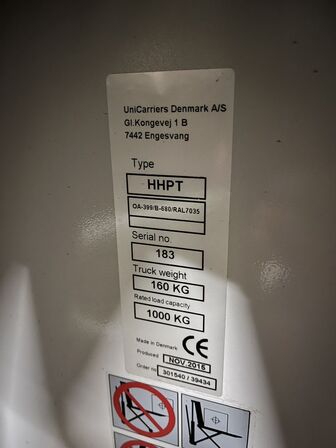 UniCarriers Denmark A/S
Gl.Kongevej 1 B
7442 Engesvang
Type
HHPT
OA-399/B-680/RAL7035
Serial no.
183
Truck weight
160 KG
Rated load capacity
1000 KG
Made in Denmark
CE
Produced NOV 2015
Order no 301540 / 39434